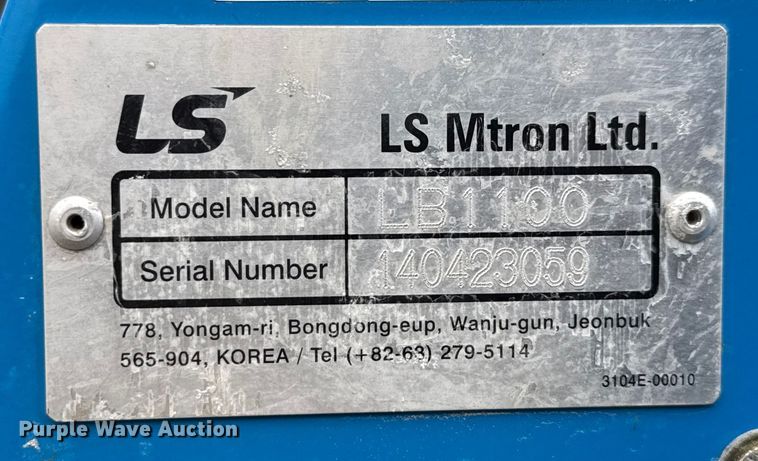 LS
LS Mtron Ltd.
Model Name LB1100
Serial Number 140423059
778, Yongam-ri, Bongdong-eup, Wanju-gun, Jeonbuk
565-904, KOREA / Tel (+82-63) 279-5114
3104E-00010
Purple Wave Auction